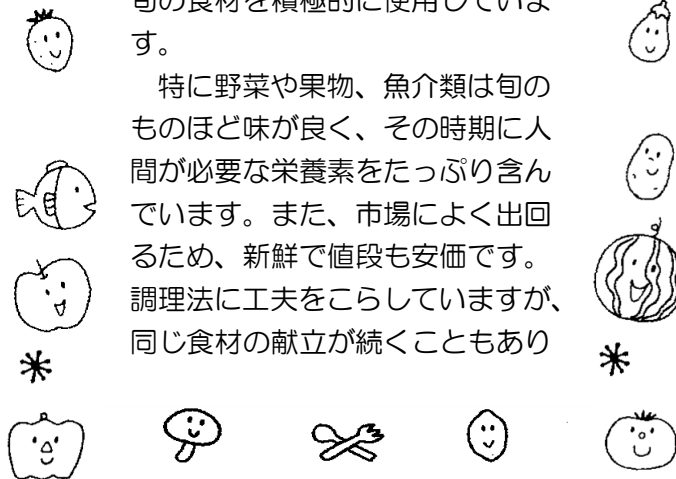 旬の食材を積極的に使用していま
す。
　特に野菜や果物、魚介類は旬の
ものほど味が良く、その時期に人
間が必要な栄養素をたっぷり含ん
でいます。また、市場によく出回
るため、新鮮で値段も安価です。
調理法に工夫をこらしていますが、
同じ食材の献立が続くこともあり